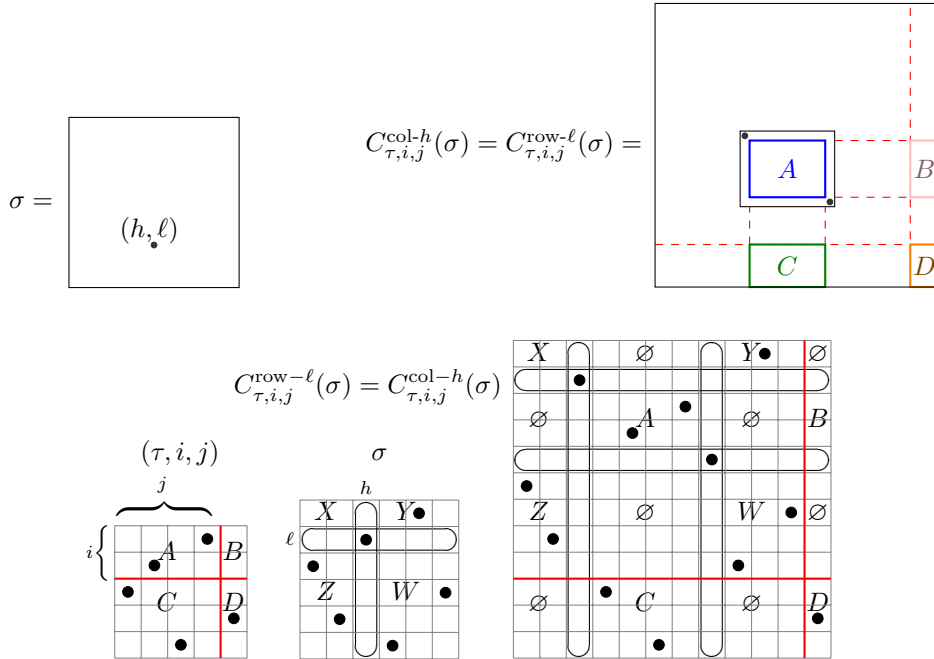 σ =
(h, ℓ)
C^{col-h}_{τ,i,j}(σ) = C^{row-ℓ}_{τ,i,j}(σ) =
A
B
C
D
C^{row−ℓ}_{τ,i,j}(σ) = C^{col−h}_{τ,i,j}(σ)
X ∅ Y ∅
∅ A ∅ B
Z ∅ W ∅
∅ C ∅ D
(τ, i, j)
j
i
A B
C D
σ
h
ℓ
X Y
Z W